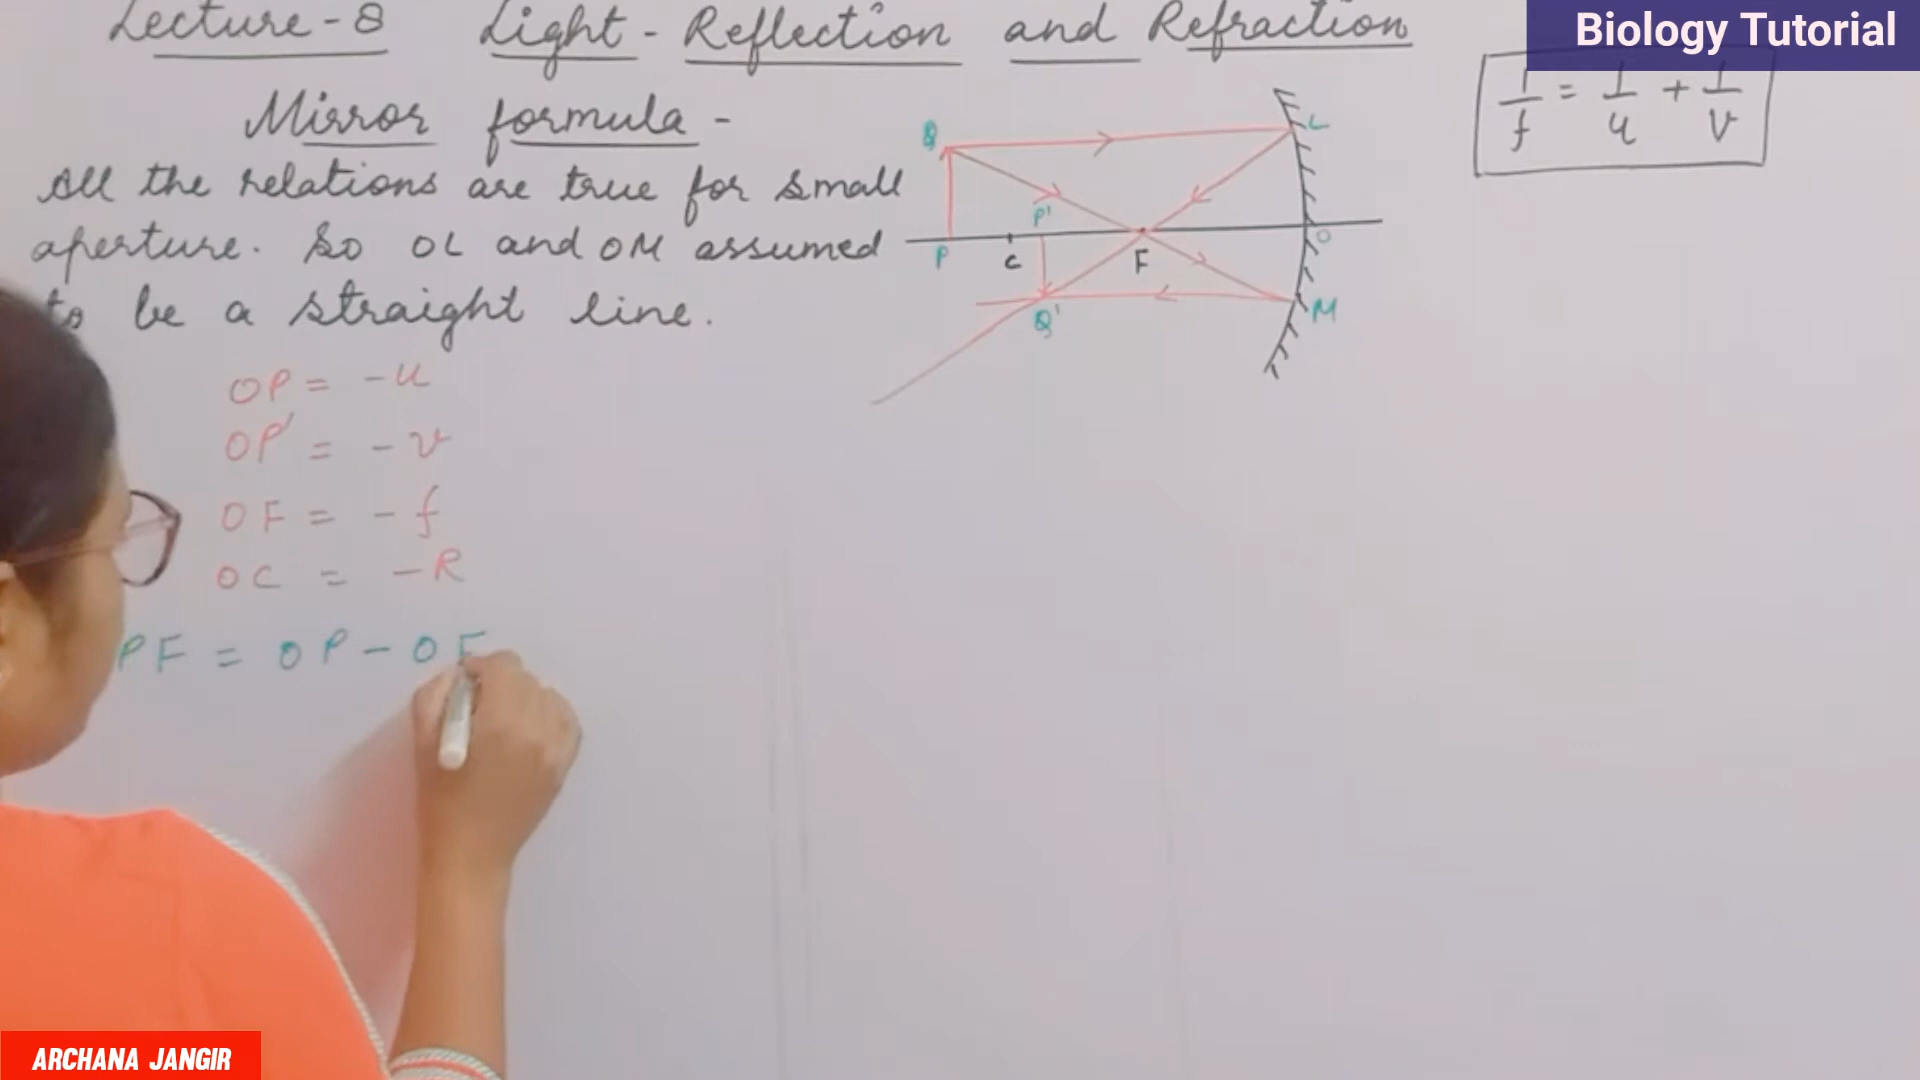 Lecture-8 Light-Reflection and Refraction
Biology Tutorial
Mirror formula -
1/f = 1/u + 1/v
All the relations are true for small
aperture. So OL and OM assumed
to be a straight line.
Q
L
P'
P
C
F
O
Q'
M
OP = -u
OP' = -v
OF = -f
OC = -R
PF = OP - OF
ARCHANA JANGIR